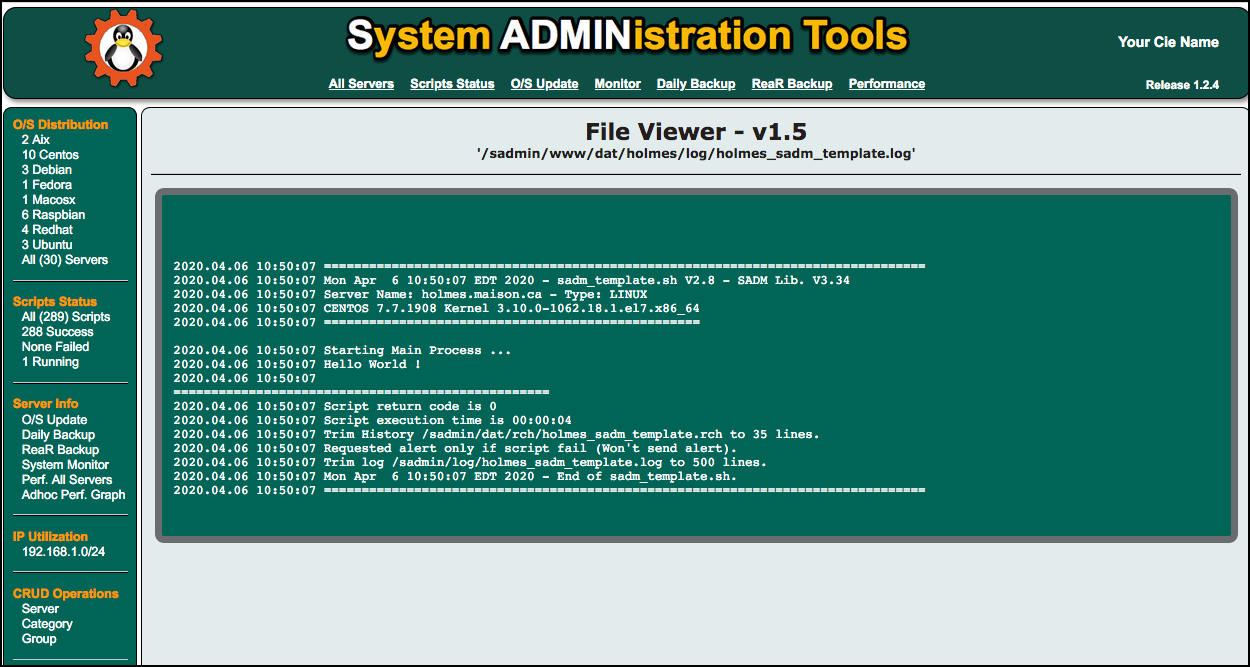 System ADMINistration Tools
Your Cie Name
All Servers Scripts Status O/S Update Monitor Daily Backup ReaR Backup Performance
Release 1.2.4
O/S Distribution
2 Aix
10 Centos
3 Debian
1 Fedora
1 Macosx
6 Raspbian
4 Redhat
3 Ubuntu
All (30) Servers
Scripts Status
All (289) Scripts
288 Success
None Failed
1 Running
Server Info
O/S Update
Daily Backup
ReaR Backup
System Monitor
Perf. All Servers
Adhoc Perf. Graph
IP Utilization
192.168.1.0/24
CRUD Operations
Server
Category
Group
File Viewer - v1.5
'/sadmin/www/dat/holmes/log/holmes_sadm_template.log'
2020.04.06 10:50:07 ================================================================================
2020.04.06 10:50:07 Mon Apr  6 10:50:07 EDT 2020 - sadm_template.sh V2.8 - SADM Lib. V3.34
2020.04.06 10:50:07 Server Name: holmes.maison.ca - Type: LINUX
2020.04.06 10:50:07 CENTOS 7.7.1908 Kernel 3.10.0-1062.18.1.el7.x86_64
2020.04.06 10:50:07 ==================================================
2020.04.06 10:50:07 Starting Main Process ...
2020.04.06 10:50:07 Hello World !
2020.04.06 10:50:07
==================================================
2020.04.06 10:50:07 Script return code is 0
2020.04.06 10:50:07 Script execution time is 00:00:04
2020.04.06 10:50:07 Trim History /sadmin/dat/rch/holmes_sadm_template.rch to 35 lines.
2020.04.06 10:50:07 Requested alert only if script fail (Won't send alert).
2020.04.06 10:50:07 Trim log /sadmin/log/holmes_sadm_template.log to 500 lines.
2020.04.06 10:50:07 Mon Apr  6 10:50:07 EDT 2020 - End of sadm_template.sh.
2020.04.06 10:50:07 ================================================================================